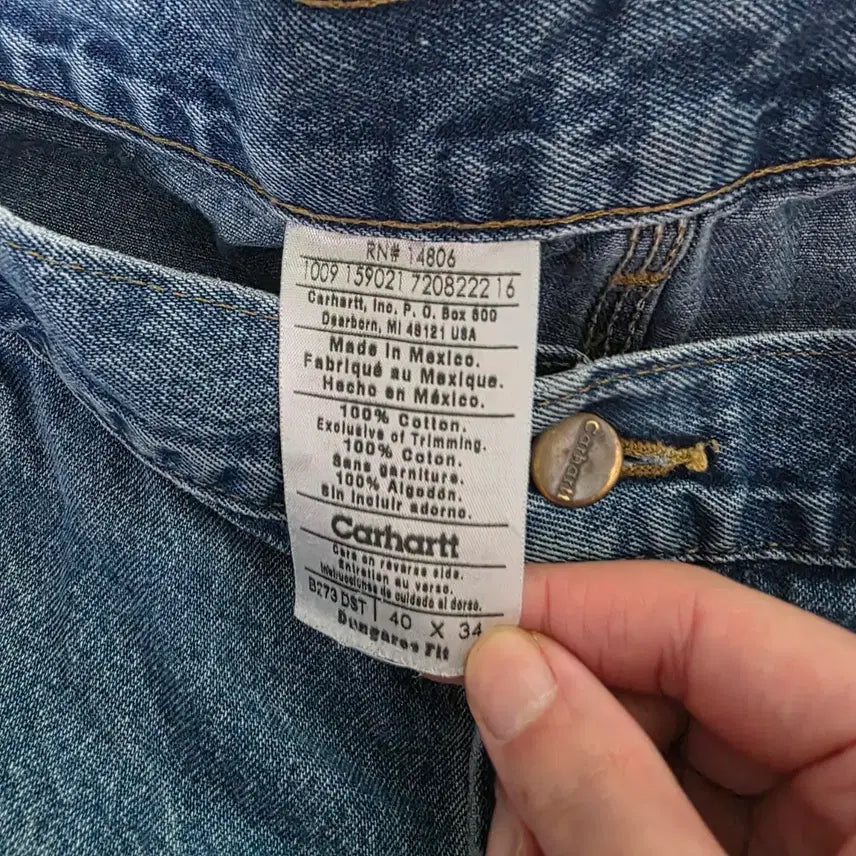 RN# 14806
1009 159021 7208222 16
Carhartt, Inc. P. O. Box 600
Dearborn, MI 48121 USA
Made in Mexico.
Fabriqué au Mexique.
Hecho en México.
100% Cotton.
Exclusive of Trimming.
100% Coton.
Sans garniture.
100% Algodón.
Sin incluir adorno.
Carhartt
Care on reverse side.
Entretien au verso.
Instrucciones de cuidado al dorso.
B273 DST 40 X 34
Dungaree Fit
Carhartt